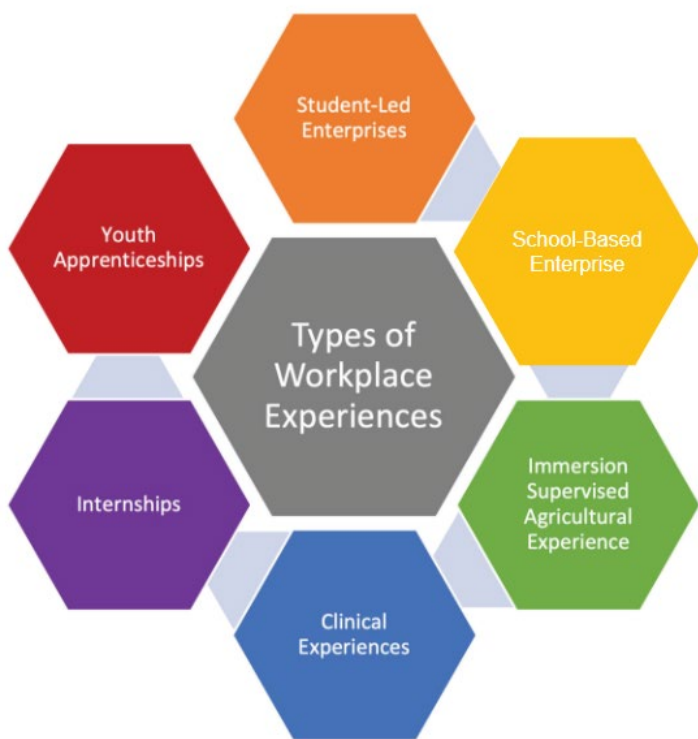 Student-Led
Enterprises
Youth
Apprenticeships
School-Based
Enterprise
Types of
Workplace
Experiences
Internships
Immersion
Supervised
Agricultural
Experience
Clinical
Experiences